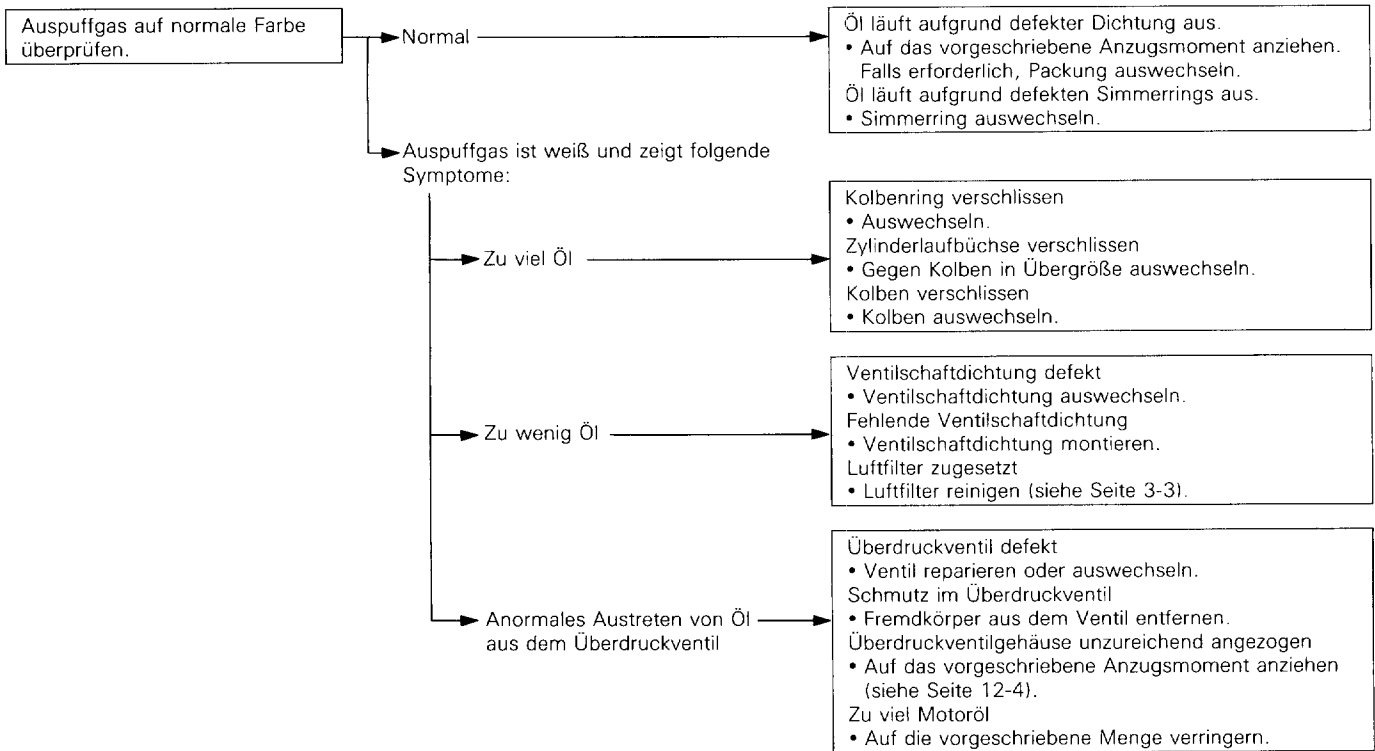 Auspuffgas auf normale Farbe
überprüfen.
Normal
Öl läuft aufgrund defekter Dichtung aus.
• Auf das vorgeschriebene Anzugsmoment anziehen.
Falls erforderlich, Packung auswechseln.
Öl läuft aufgrund defekten Simmerrings aus.
• Simmerring auswechseln.
Auspuffgas ist weiß und zeigt folgende
Symptome:
Zu viel Öl
Kolbenring verschlissen
• Auswechseln.
Zylinderlaufbüchse verschlissen
• Gegen Kolben in Übergröße auswechseln.
Kolben verschlissen
• Kolben auswechseln.
Zu wenig Öl
Ventilschaftdichtung defekt
• Ventilschaftdichtung auswechseln.
Fehlende Ventilschaftdichtung
• Ventilschaftdichtung montieren.
Luftfilter zugesetzt
• Luftfilter reinigen (siehe Seite 3-3).
Anormales Austreten von Öl
aus dem Überdruckventil
Überdruckventil defekt
• Ventil reparieren oder auswechseln.
Schmutz im Überdruckventil
• Fremdkörper aus dem Ventil entfernen.
Überdruckventilgehäuse unzureichend angezogen
• Auf das vorgeschriebene Anzugsmoment anziehen
(siehe Seite 12-4).
Zu viel Motoröl
• Auf die vorgeschriebene Menge verringern.